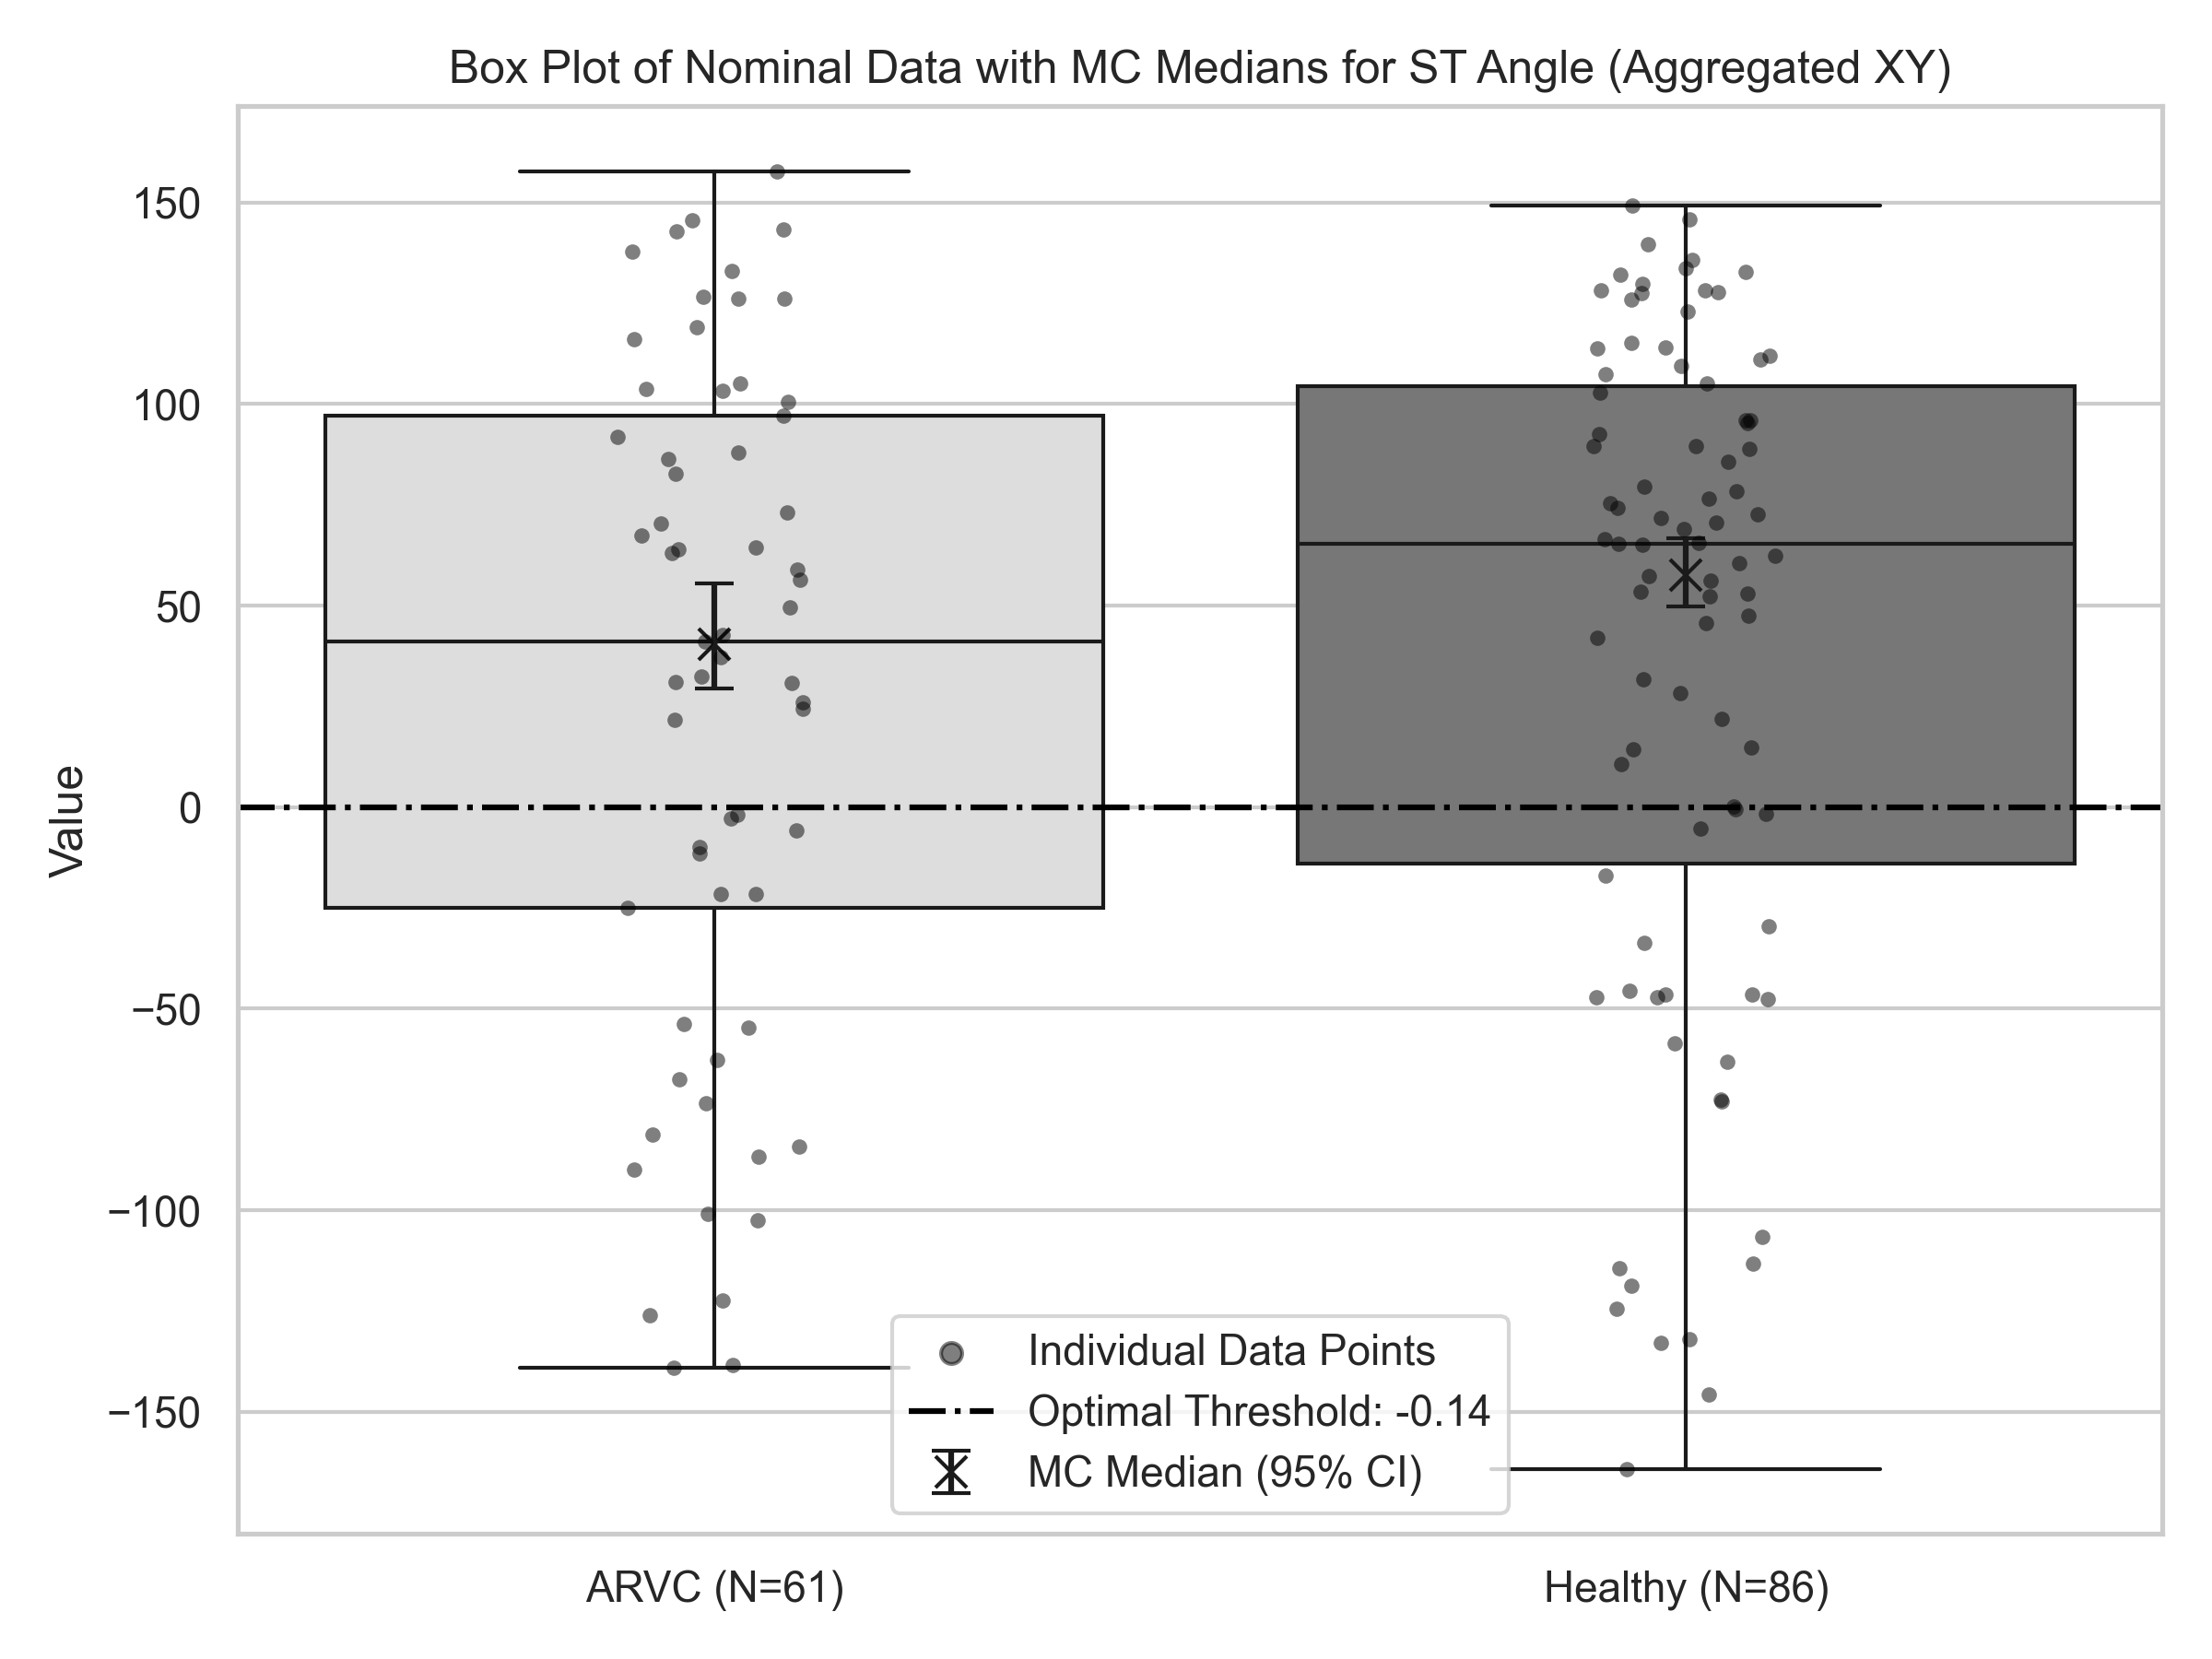 Box Plot of Nominal Data with MC Medians for ST Angle (Aggregated XY)
Value
150
100
50
0
−50
−100
−150
Individual Data Points
Optimal Threshold: -0.14
MC Median (95% CI)
ARVC (N=61)
Healthy (N=86)